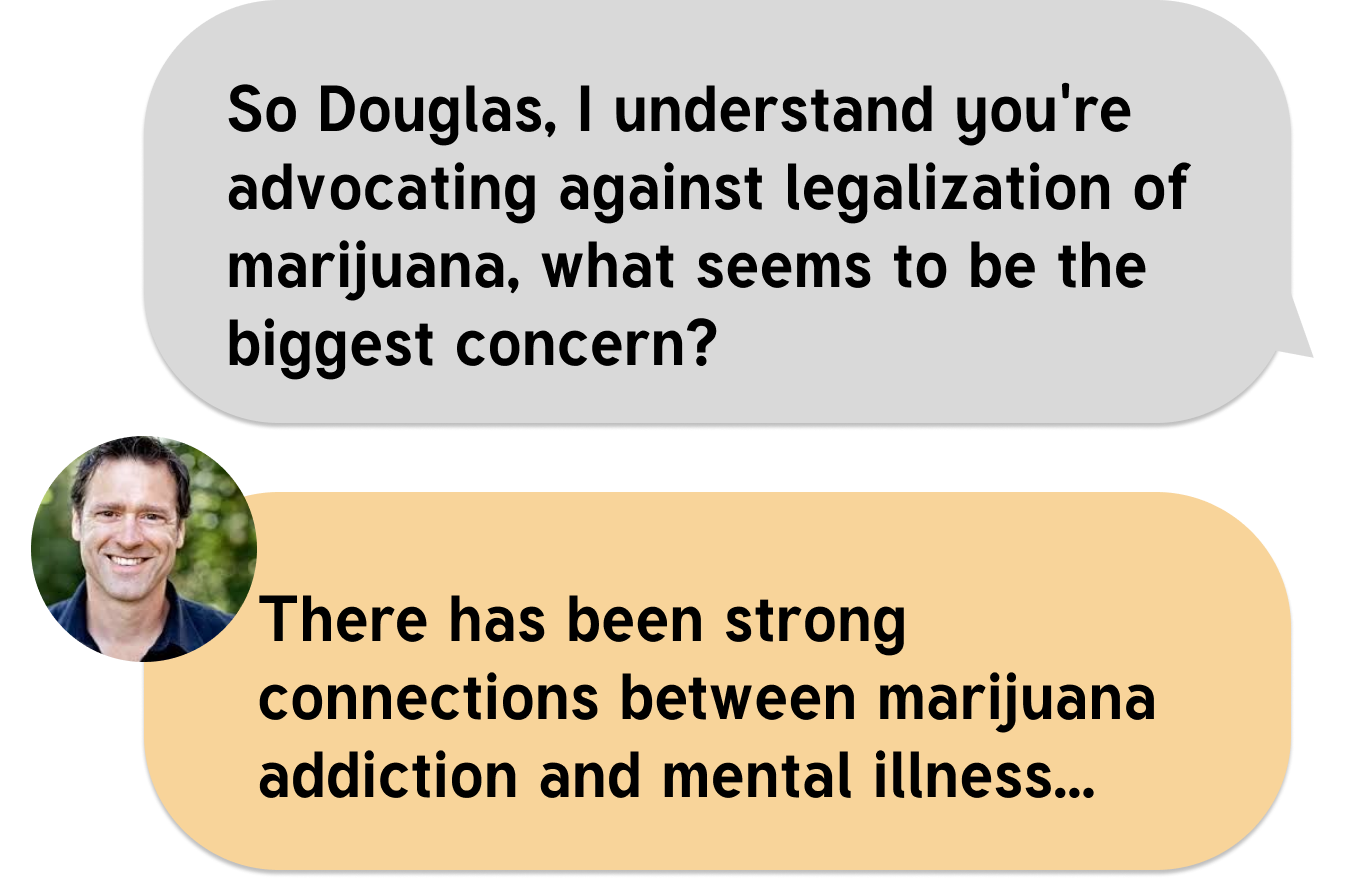 So Douglas, I understand you're
advocating against legalization of
marijuana, what seems to be the
biggest concern?
There has been strong
connections between marijuana
addiction and mental illness...